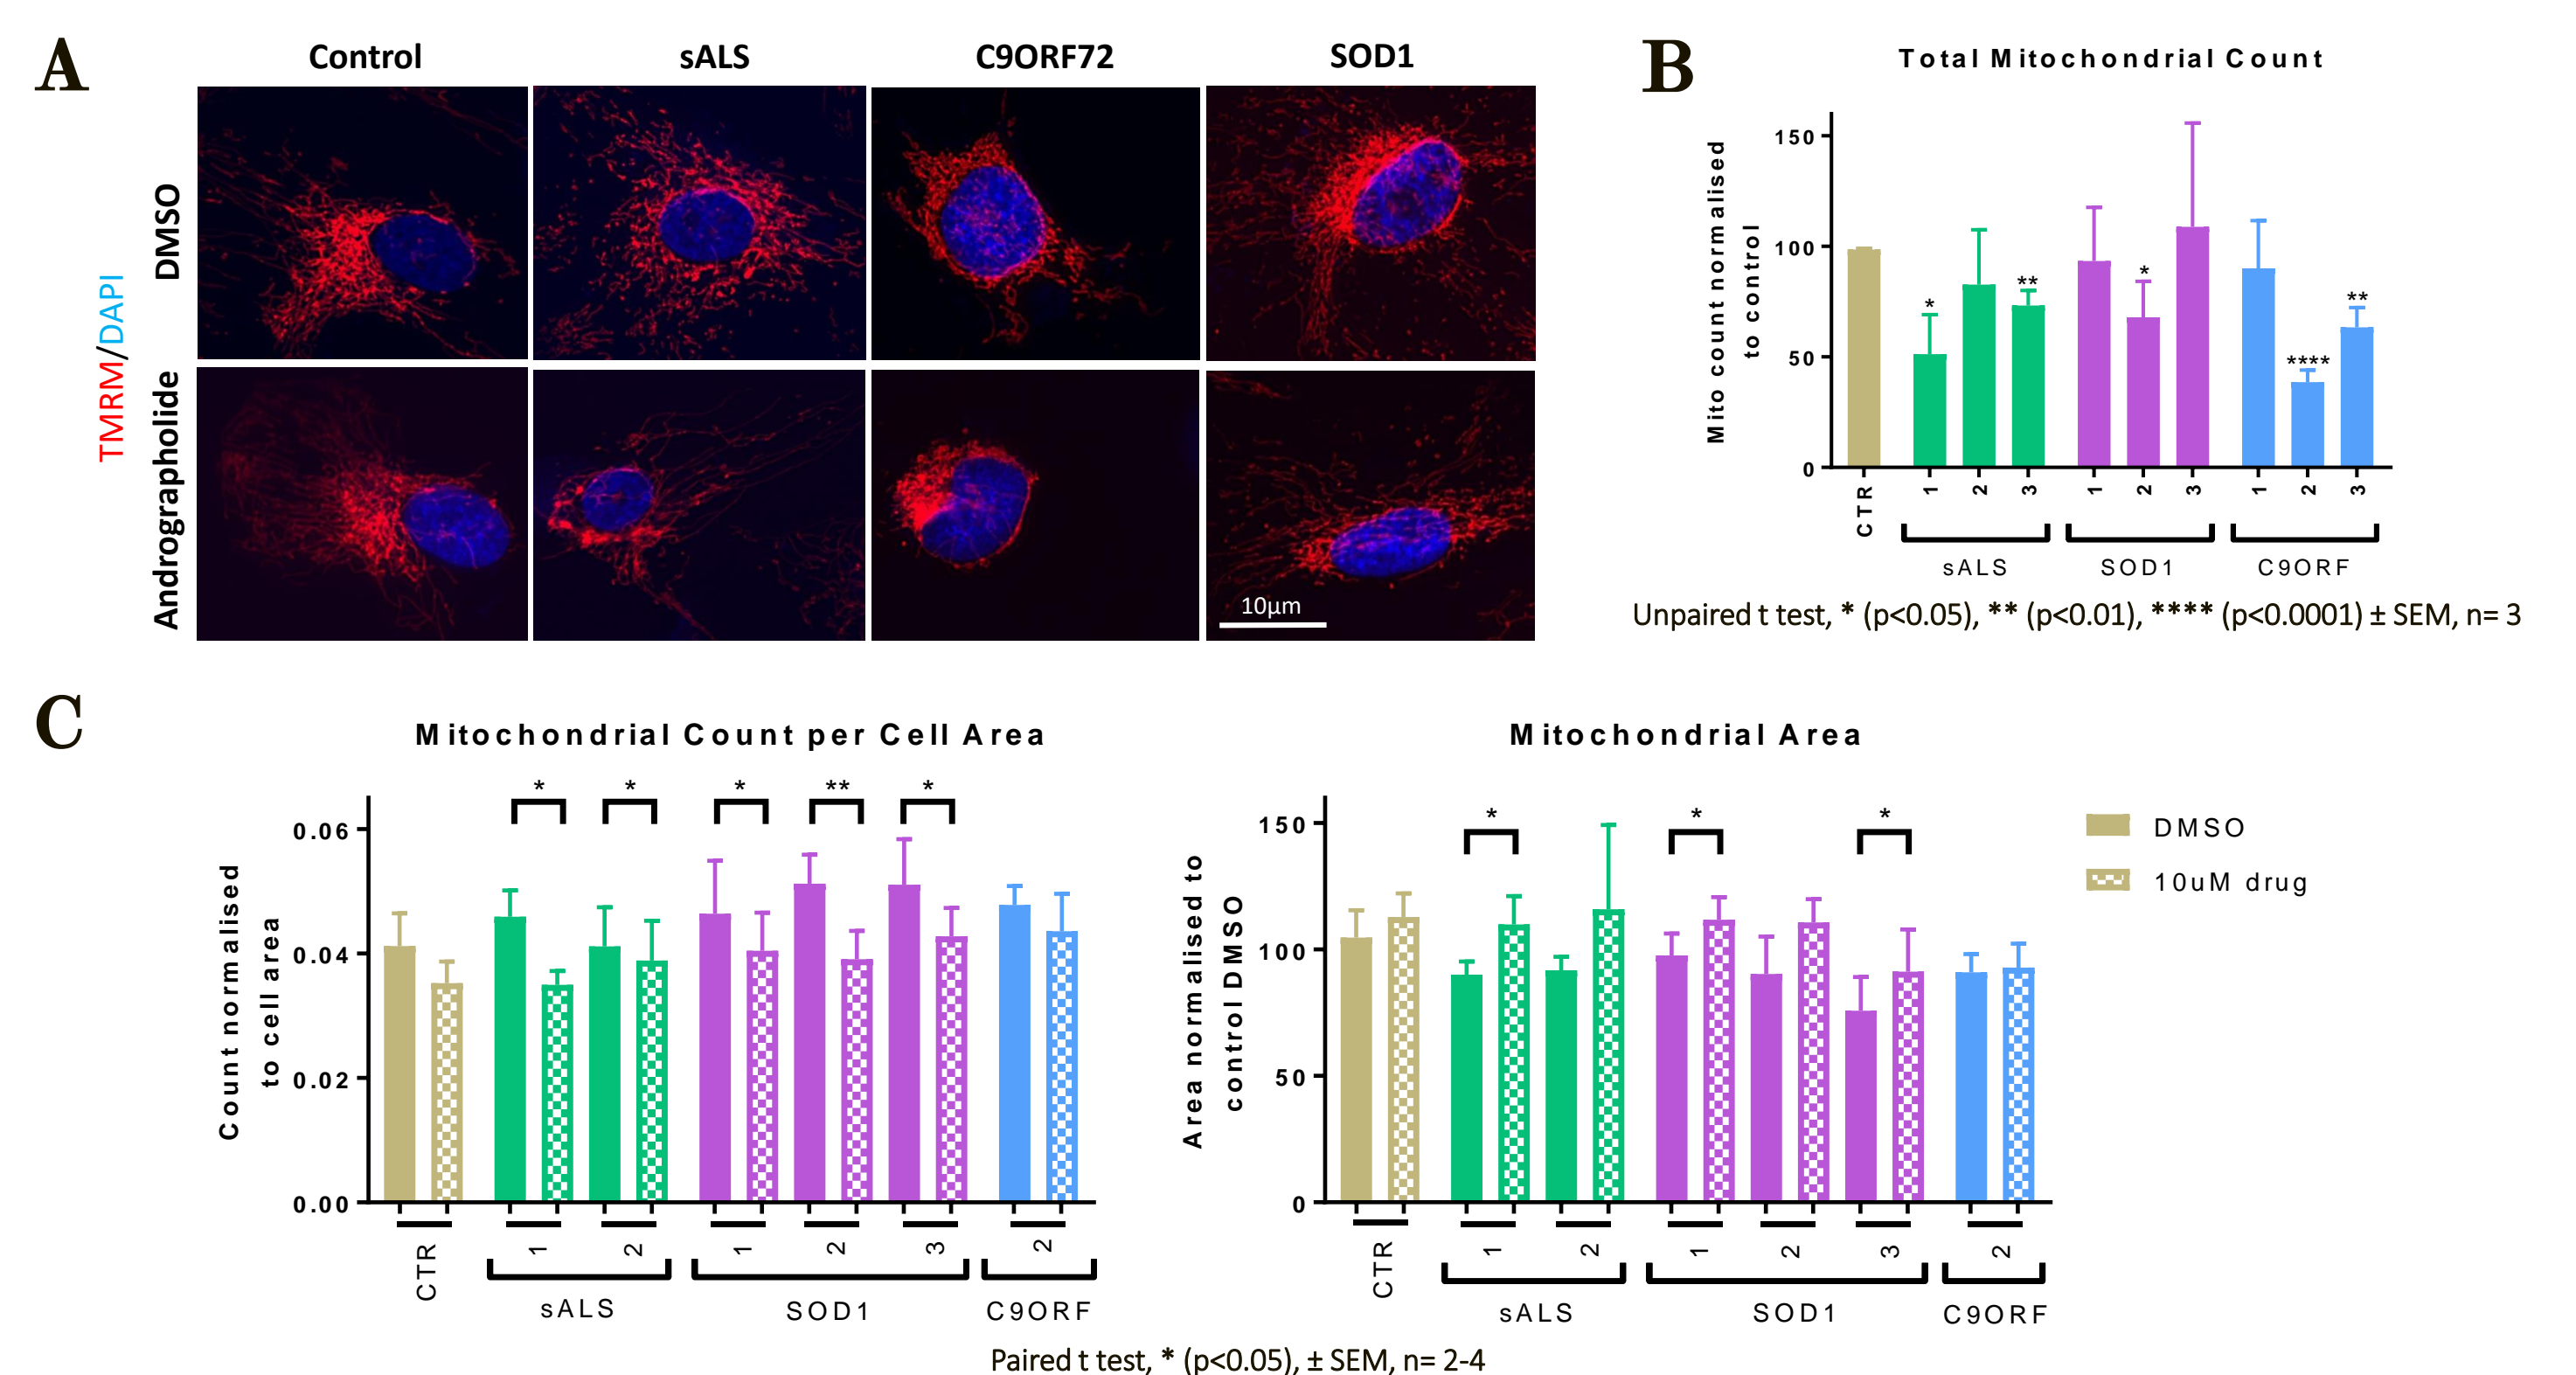 A
Control
sALS
C9ORF72
SOD1
TMRM/DAPI
DMSO
Andrographolide
10µm
B
Total Mitochondrial Count
Mito count normalised
to control
150
100
50
0
*
**
*
****
**
CTR
1
2
3
1
2
3
1
2
3
sALS
SOD1
C9ORF
Unpaired t test, * (p<0.05), ** (p<0.01), **** (p<0.0001) ± SEM, n= 3
C
Mitochondrial Count per Cell Area
Count normalised
to cell area
0.06
0.04
0.02
0.00
*
*
*
**
*
CTR
1
2
1
2
3
2
sALS
SOD1
C9ORF
Mitochondrial Area
Area normalised to
control DMSO
150
100
50
0
*
*
*
CTR
1
2
1
2
3
2
sALS
SOD1
C9ORF
DMSO
10uM drug
Paired t test, * (p<0.05), ± SEM, n= 2-4